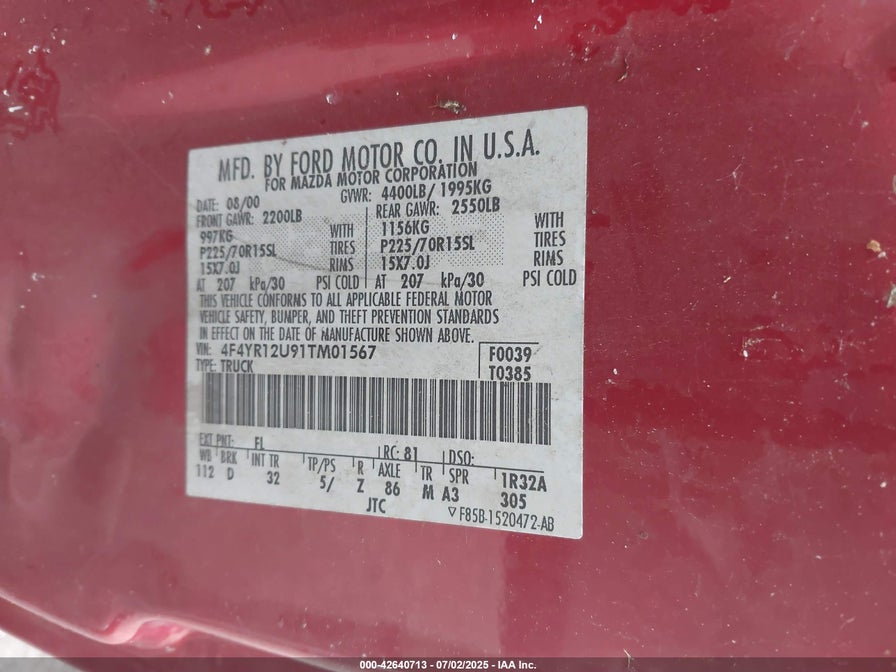 MFD. BY FORD MOTOR CO. IN U.S.A.
FOR MAZDA MOTOR CORPORATION
DATE: 08/00 GVWR: 4400LB/ 1995KG
FRONT GAWR: 2200LB REAR GAWR: 2550LB
997KG WITH 1156KG WITH
P225/70R15SL TIRES P225/70R15SL TIRES
15X7.0J RIMS 15X7.0J RIMS
AT 207 kPa/30 PSI COLD AT 207 kPa/30 PSI COLD
THIS VEHICLE CONFORMS TO ALL APPLICABLE FEDERAL MOTOR
VEHICLE SAFETY, BUMPER, AND THEFT PREVENTION STANDARDS
IN EFFECT ON THE DATE OF MANUFACTURE SHOWN ABOVE.
VIN: 4F4YR12U91TM01567 F0039
TYPE: TRUCK T0385
EXT PNT: FL RC: 81 DSO:
WB BRK INT TR TP/PS R AXLE TR SPR 1R32A
112 D 32 5/ Z 86 M A3 305
JTC ▽F85B-1520472-AB
000-42640713 - 07/02/2025 - IAA Inc.